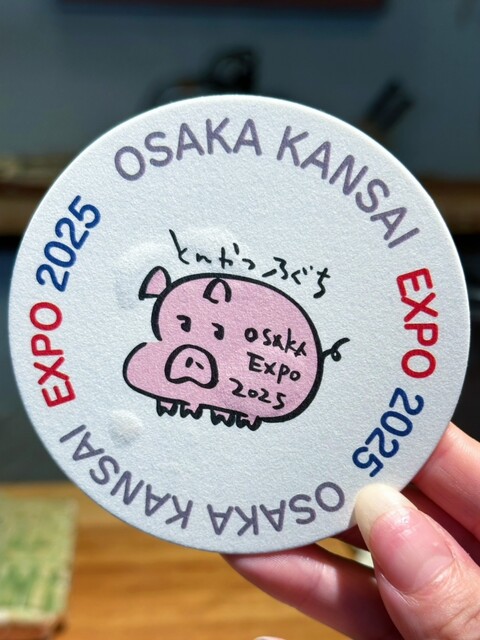 OSAKA KANSAI
EXPO 2025
OSAKA KANSAI
EXPO 2025
とんかつ ふぐち
OSAKA
EXPO
2025